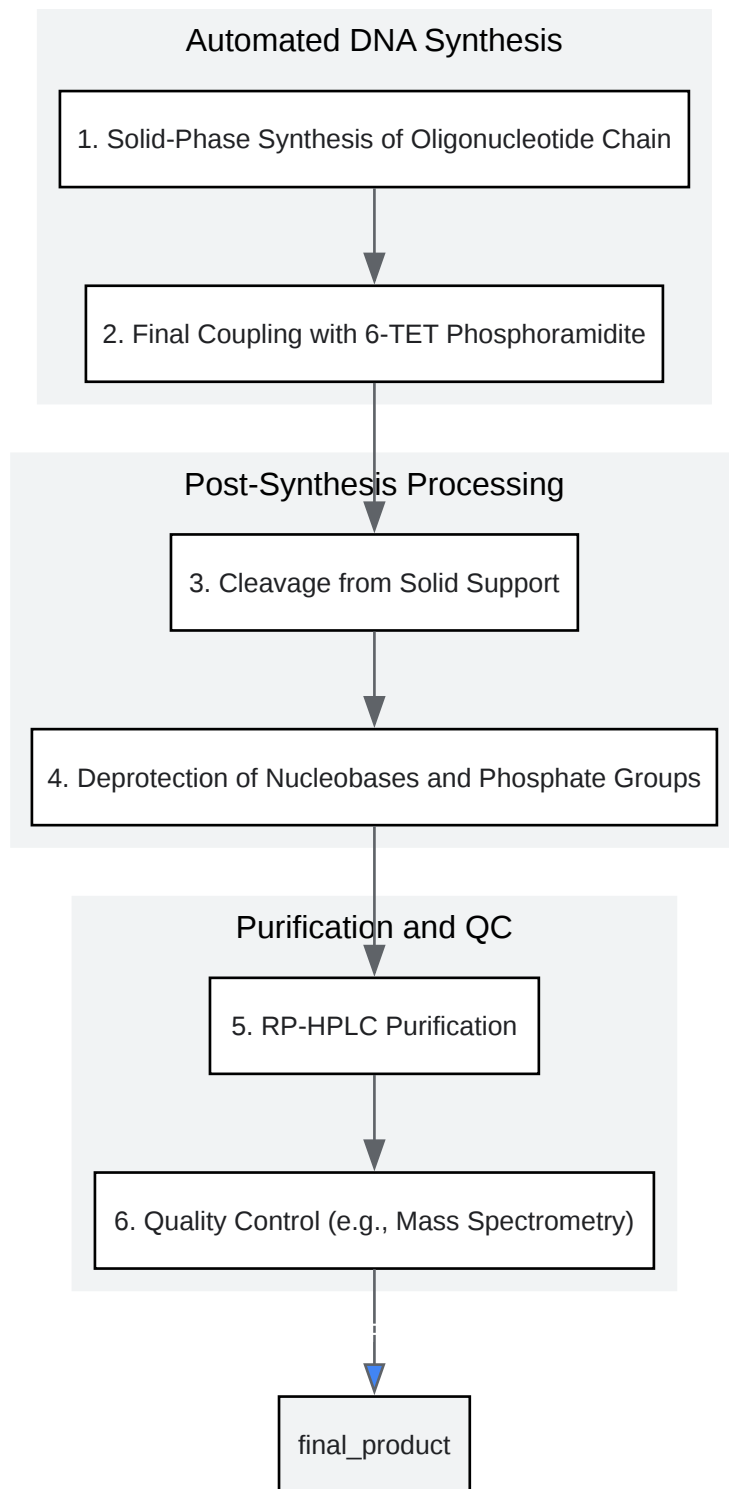 Automated DNA Synthesis
1. Solid-Phase Synthesis of Oligonucleotide Chain
2. Final Coupling with 6-TET Phosphoramidite
Post-Synthesis Processing
3. Cleavage from Solid Support
4. Deprotection of Nucleobases and Phosphate Groups
Purification and QC
5. RP-HPLC Purification
6. Quality Control (e.g., Mass Spectrometry)
final_product